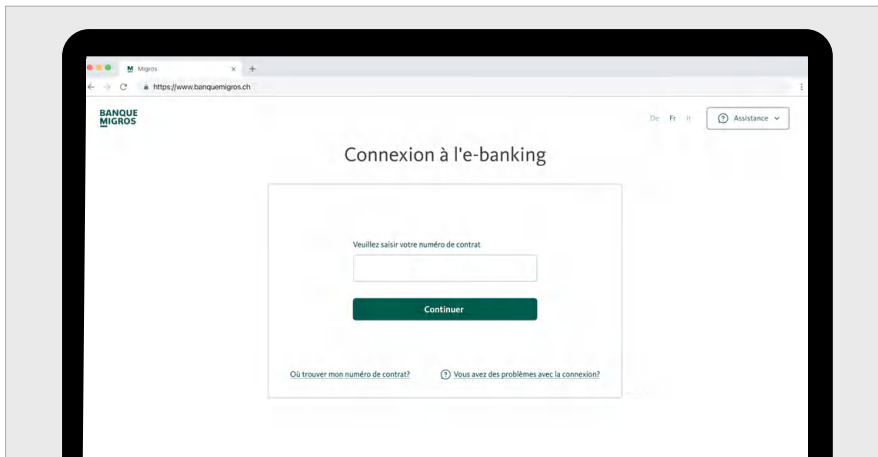 M Migros
https://www.banquemigros.ch
BANQUE
MIGROS
De Fr It
Assistance
Connexion à l'e-banking
Veuillez saisir votre numéro de contrat
Continuer
Où trouver mon numéro de contrat?
Vous avez des problèmes avec la connexion?